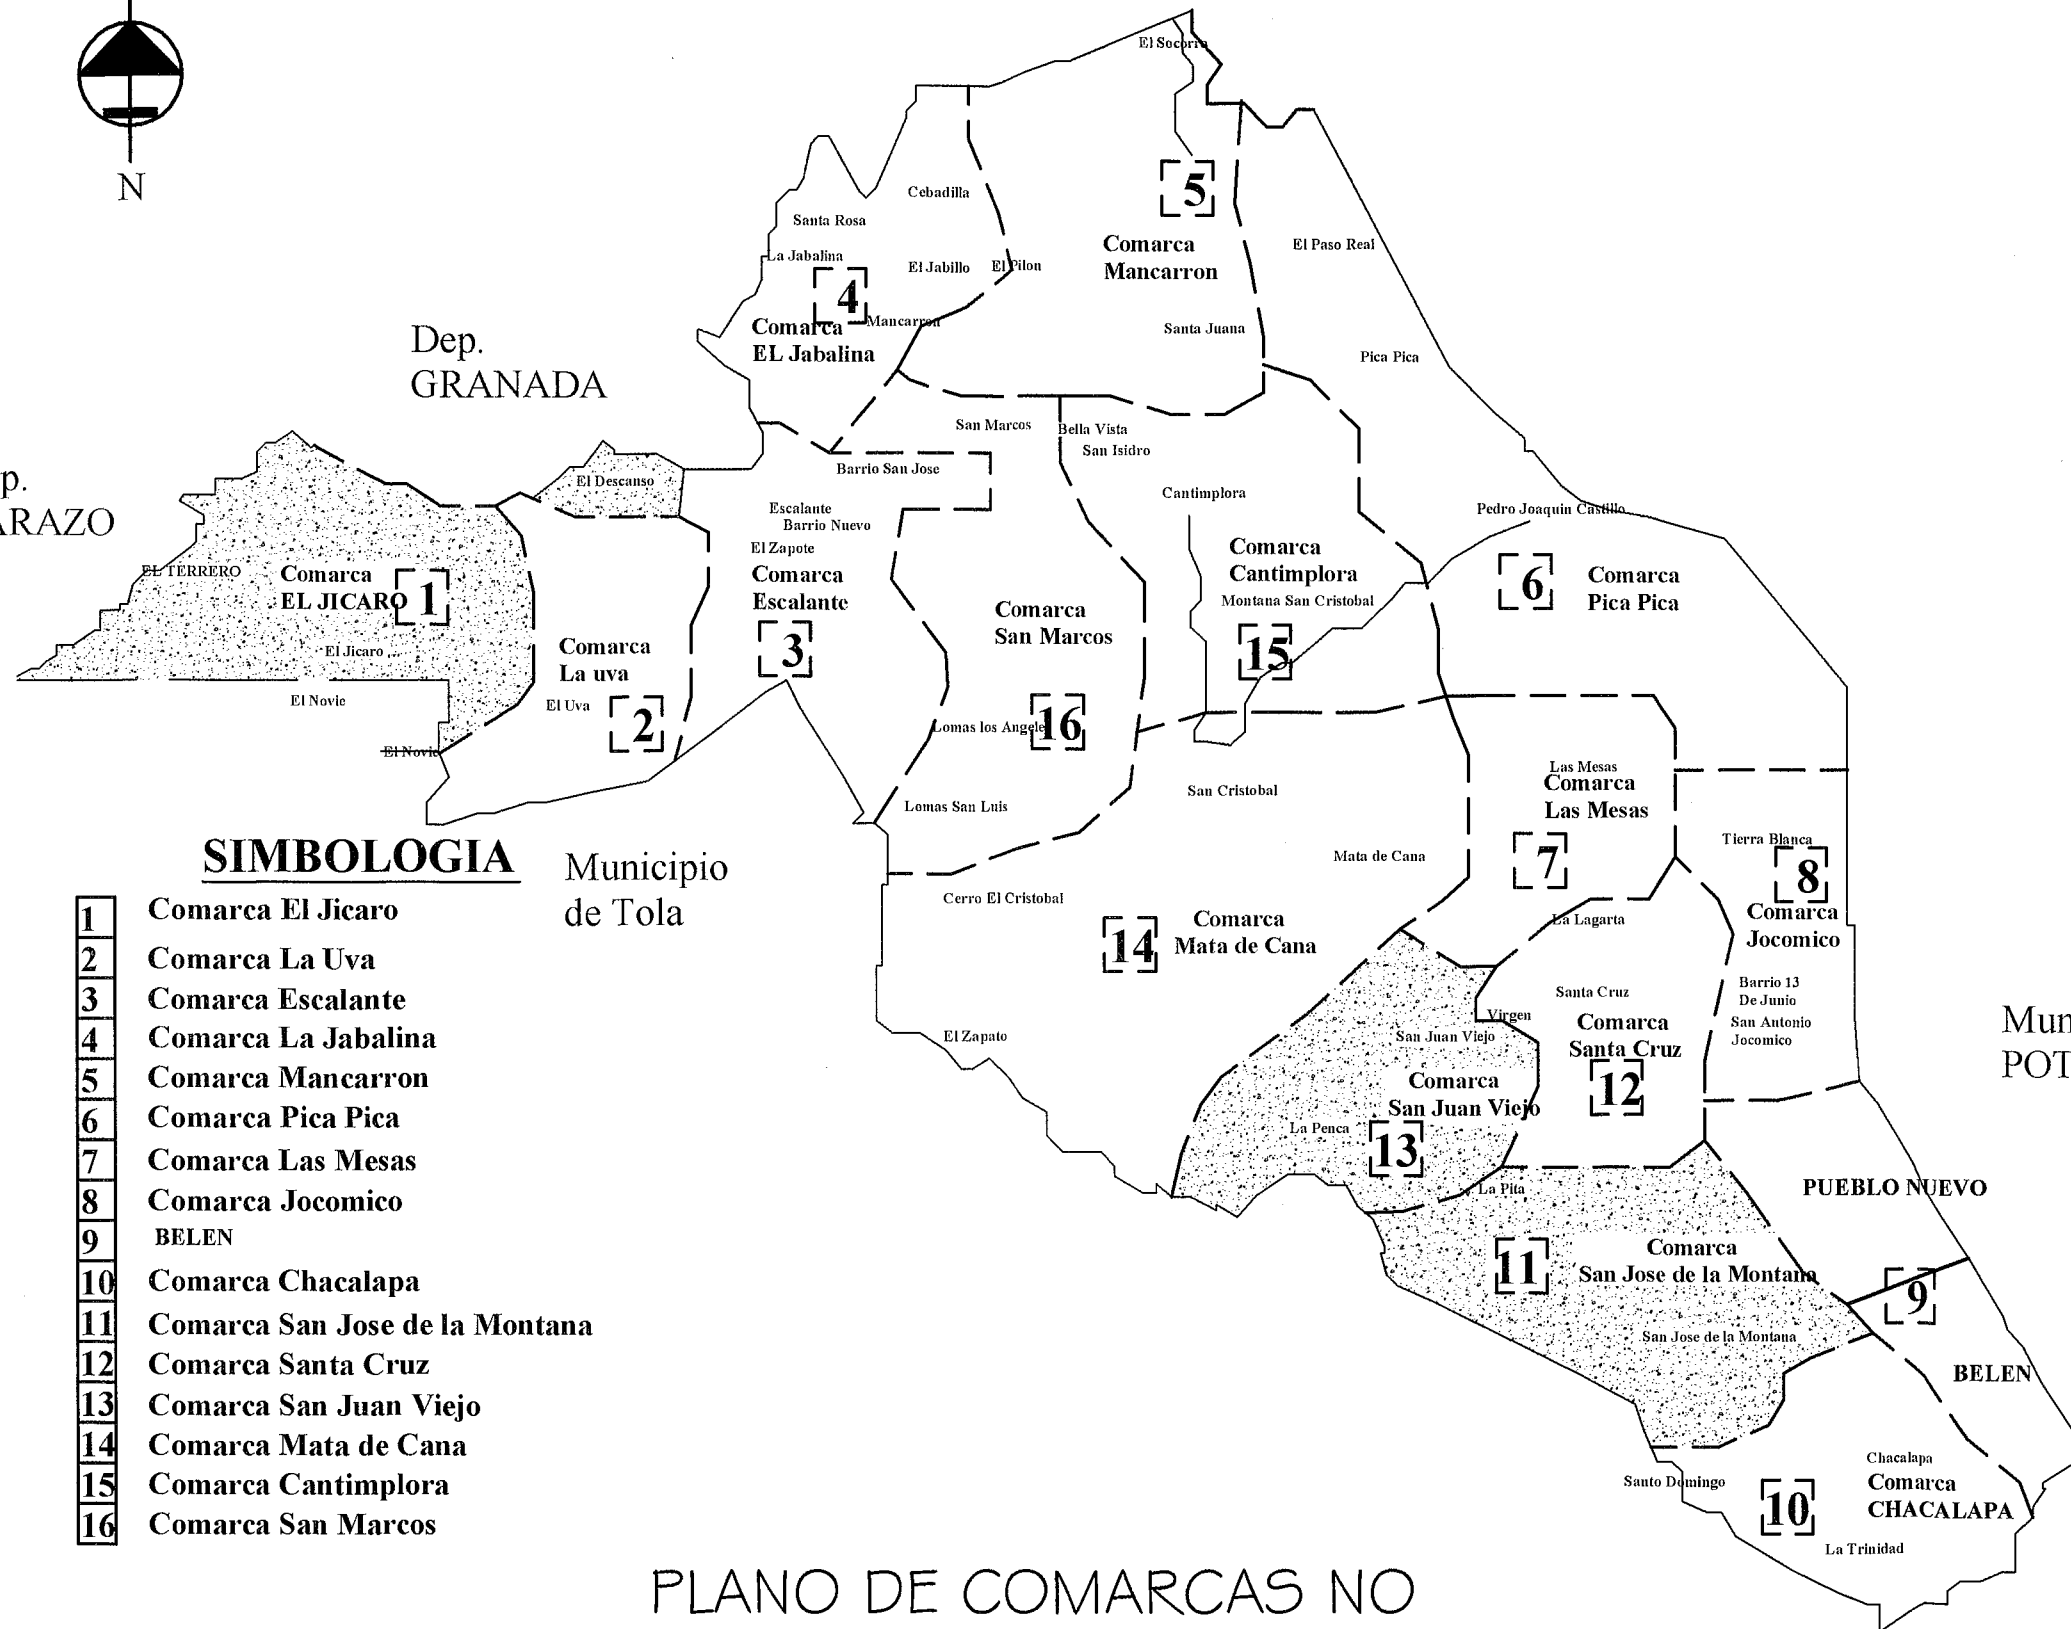 N
El Socorro
Cebadilla
Santa Rosa
La Jabalina
El Jabillo
El Pilon
4
Mancarron
Comarca
EL Jabalina
5
Comarca
Mancarron
El Paso Real
Santa Juana
Pica Pica
Dep.
GRANADA
p.
ARAZO
San Marcos
Bella Vista
San Isidro
Barrio San Jose
El Descanso
Cantimplora
Escalante
Barrio Nuevo
El Zapote
Comarca
Escalante
3
Pedro Joaquin Castillo
EL TERRERO
Comarca
EL JICARO
1
El Jicaro
El Novie
El Novie
Comarca
La uva
El Uva
2
Comarca
San Marcos
Lomas los Angele
16
Lomas San Luis
Comarca
Cantimplora
Montana San Cristobal
15
6
Comarca
Pica Pica
San Cristobal
Las Mesas
Comarca
Las Mesas
7
Mata de Cana
Tierra Blanca
8
Comarca
Jocomico
Cerro El Cristobal
14
Comarca
Mata de Cana
La Lagarta
Santa Cruz
Virgen
Comarca
Santa Cruz
12
Barrio 13
De Junio
San Antonio
Jocomico
Mun
POT
El Zapato
San Juan Viejo
Comarca
San Juan Viejo
La Penca
13
La Pita
PUEBLO NUEVO
11
Comarca
San Jose de la Montana
9
San Jose de la Montana
BELEN
Santo Domingo
Chacalapa
10
Comarca
CHACALAPA
La Trinidad
Municipio
de Tola
SIMBOLOGIA
1 Comarca El Jicaro
2 Comarca La Uva
3 Comarca Escalante
4 Comarca La Jabalina
5 Comarca Mancarron
6 Comarca Pica Pica
7 Comarca Las Mesas
8 Comarca Jocomico
9 BELEN
10 Comarca Chacalapa
11 Comarca San Jose de la Montana
12 Comarca Santa Cruz
13 Comarca San Juan Viejo
14 Comarca Mata de Cana
15 Comarca Cantimplora
16 Comarca San Marcos
PLANO DE COMARCAS NO